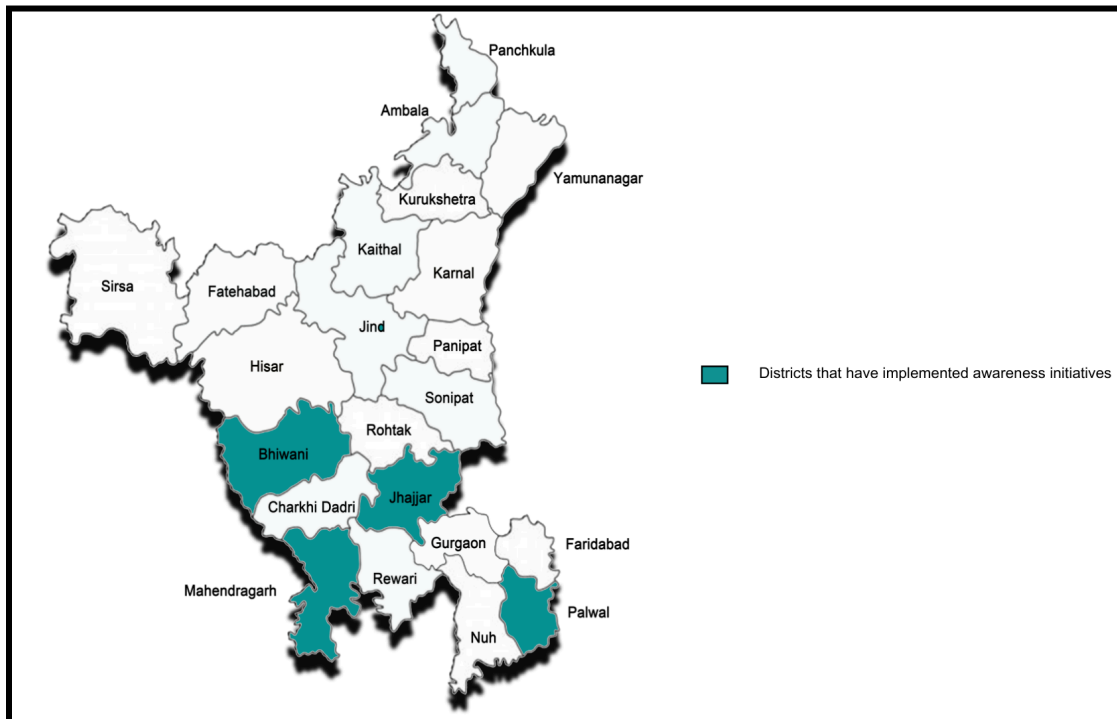 Panchkula
Ambala
Yamunanagar
Kurukshetra
Kaithal
Karnal
Sirsa
Fatehabad
Jind
Panipat
Hisar
Districts that have implemented awareness initiatives
Sonipat
Rohtak
Bhiwani
Jhajjar
Charkhi Dadri
Gurgaon
Faridabad
Rewari
Mahendragarh
Palwal
Nuh